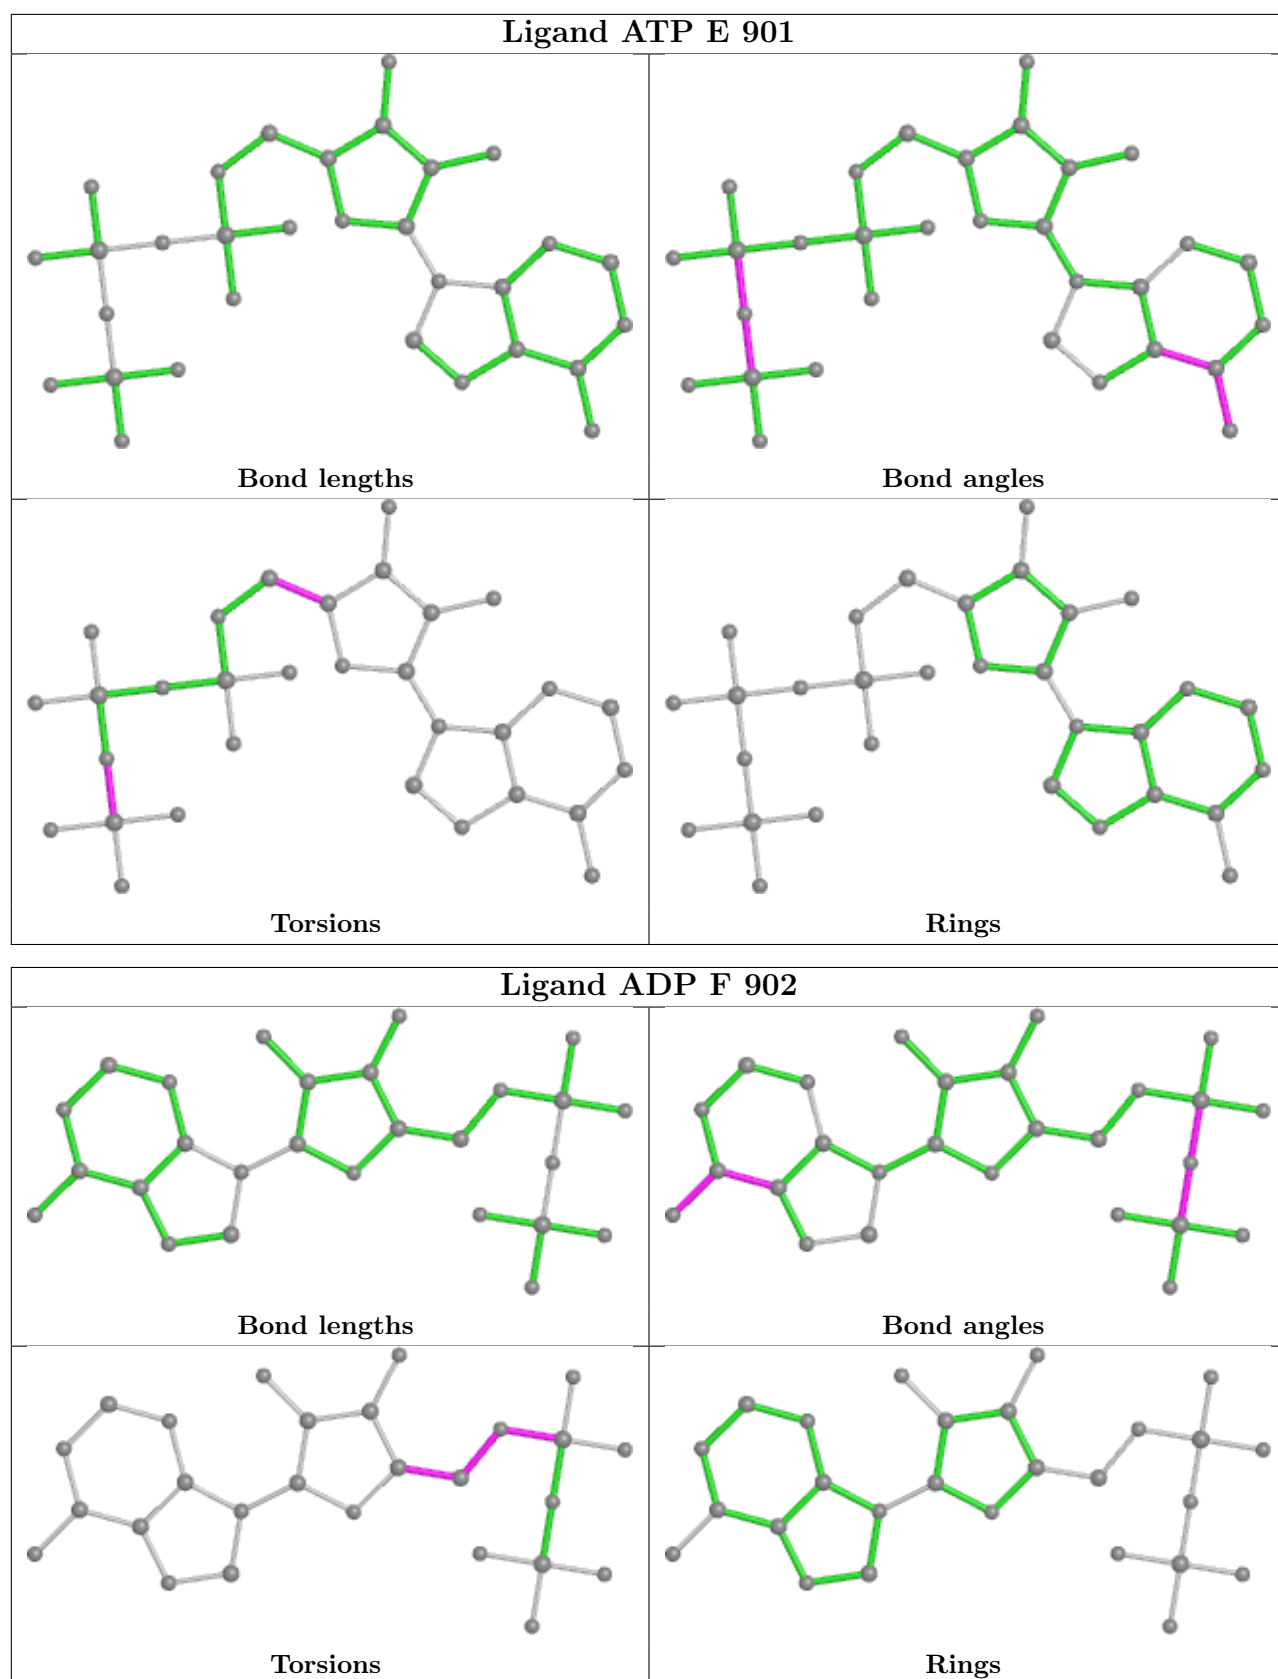 Ligand ATP E 901
Bond lengths
Bond angles
Torsions
Rings
Ligand ADP F 902
Bond lengths
Bond angles
Torsions
Rings